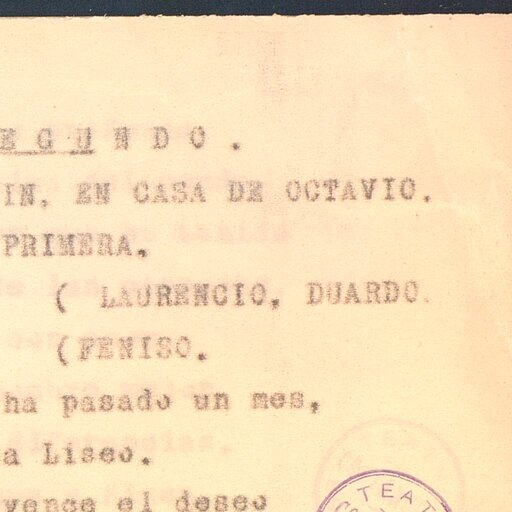 EGUNDO.
IN. EN CASA DE OCTAVIO.
PRIMERA.
( LAURENCIO, DUARDO.
(FENISO.
ha pasado un mes,
a Liseo.
vence el deseo
TEAT